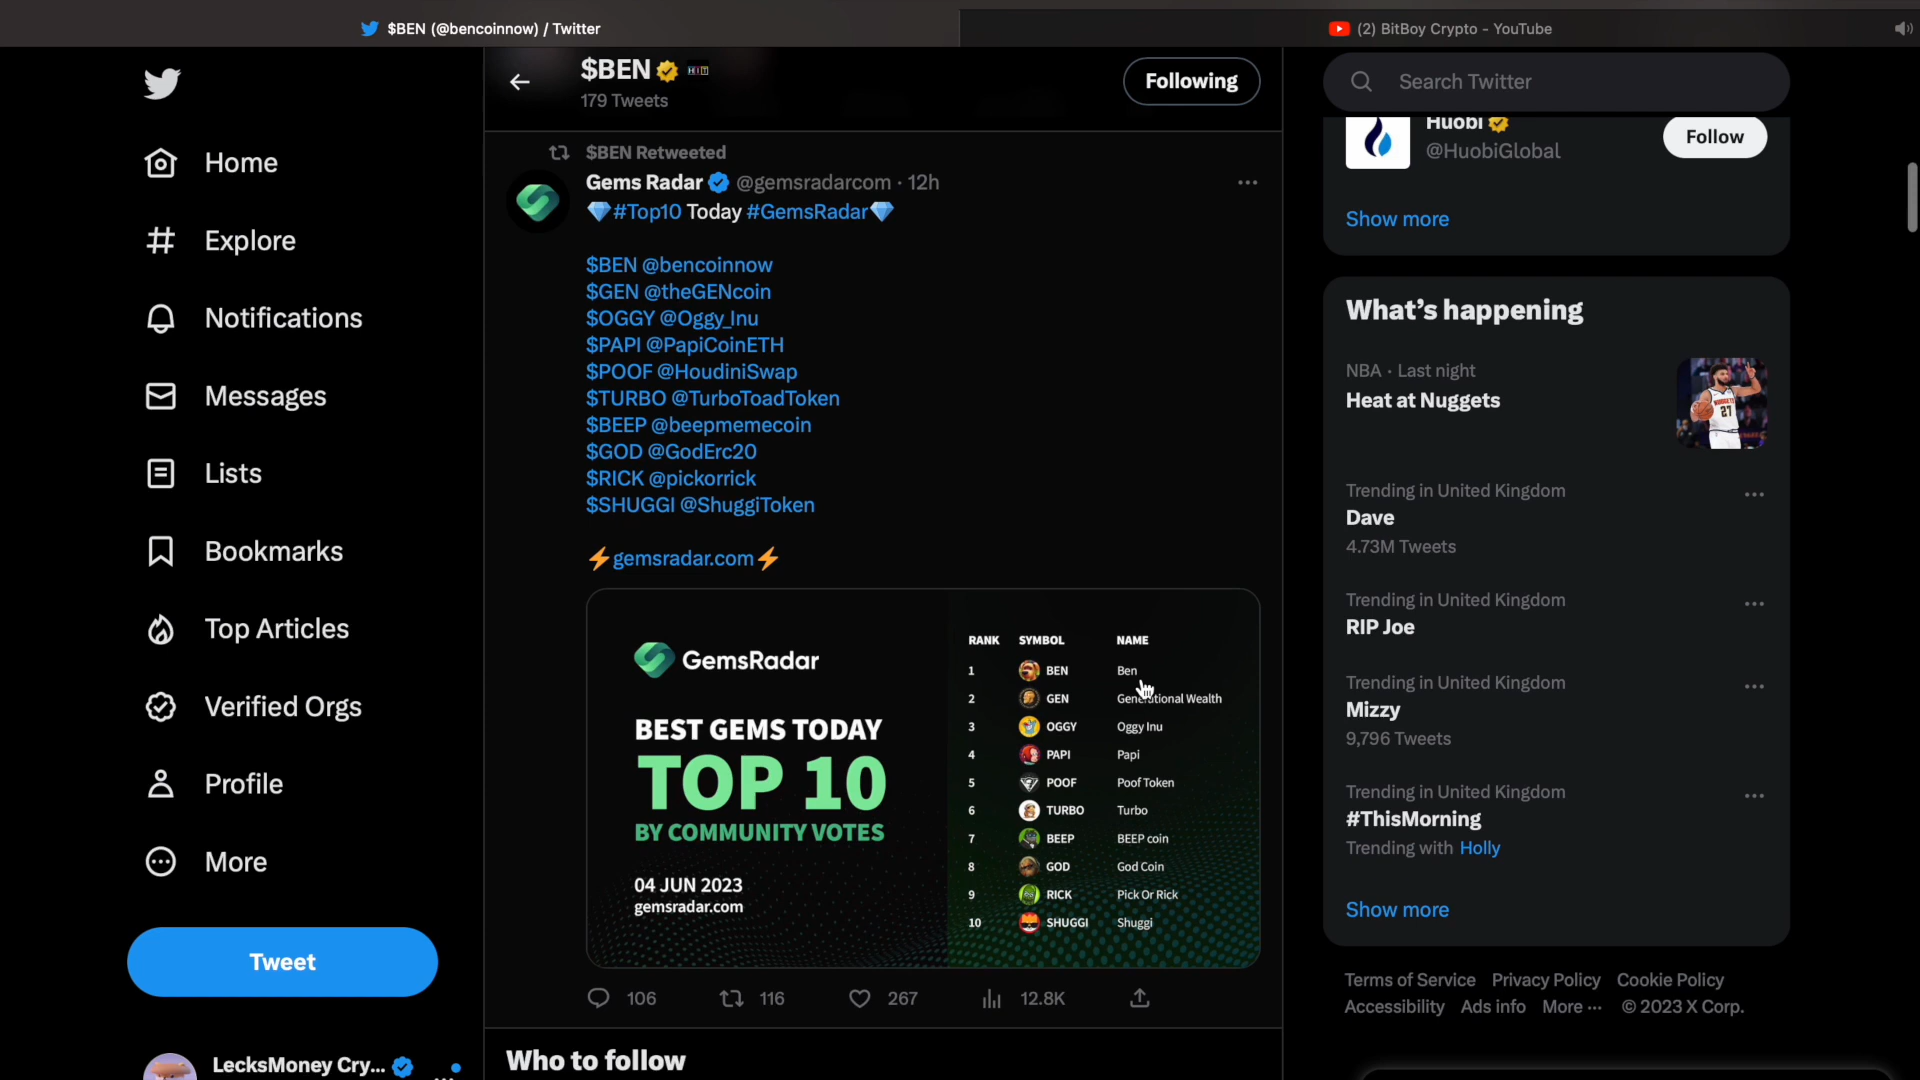 $BEN (@bencoinnow) / Twitter
(2) BitBoy Crypto - YouTube
Home
Explore
Notifications
Messages
Lists
Bookmarks
Top Articles
Verified Orgs
Profile
More
Tweet
LecksMoney Cry...
$BEN
179 Tweets
Following
$BEN Retweeted
Gems Radar @gemsradarcom · 12h
#Top10 Today #GemsRadar
$BEN @bencoinnow
$GEN @theGENcoin
$OGGY @Oggy_Inu
$PAPI @PapiCoinETH
$POOF @HoudiniSwap
$TURBO @TurboToadToken
$BEEP @beepmemecoin
$GOD @GodErc20
$RICK @pickorrick
$SHUGGI @ShuggiToken
⚡gemsradar.com⚡
GemsRadar
BEST GEMS TODAY
TOP 10
BY COMMUNITY VOTES
04 JUN 2023
gemsradar.com
RANK SYMBOL NAME
1 BEN Ben
2 GEN Generational Wealth
3 OGGY Oggy Inu
4 PAPI Papi
5 POOF Poof Token
6 TURBO Turbo
7 BEEP BEEP coin
8 GOD God Coin
9 RICK Pick Or Rick
10 SHUGGI Shuggi
106 116 267 12.8K
Who to follow
Search Twitter
Huobi
@HuobiGlobal
Follow
Show more
What's happening
NBA · Last night
Heat at Nuggets
Trending in United Kingdom
Dave
4.73M Tweets
Trending in United Kingdom
RIP Joe
Trending in United Kingdom
Mizzy
9,796 Tweets
Trending in United Kingdom
#ThisMorning
Trending with Holly
Show more
Terms of Service Privacy Policy Cookie Policy
Accessibility Ads info More ··· © 2023 X Corp.